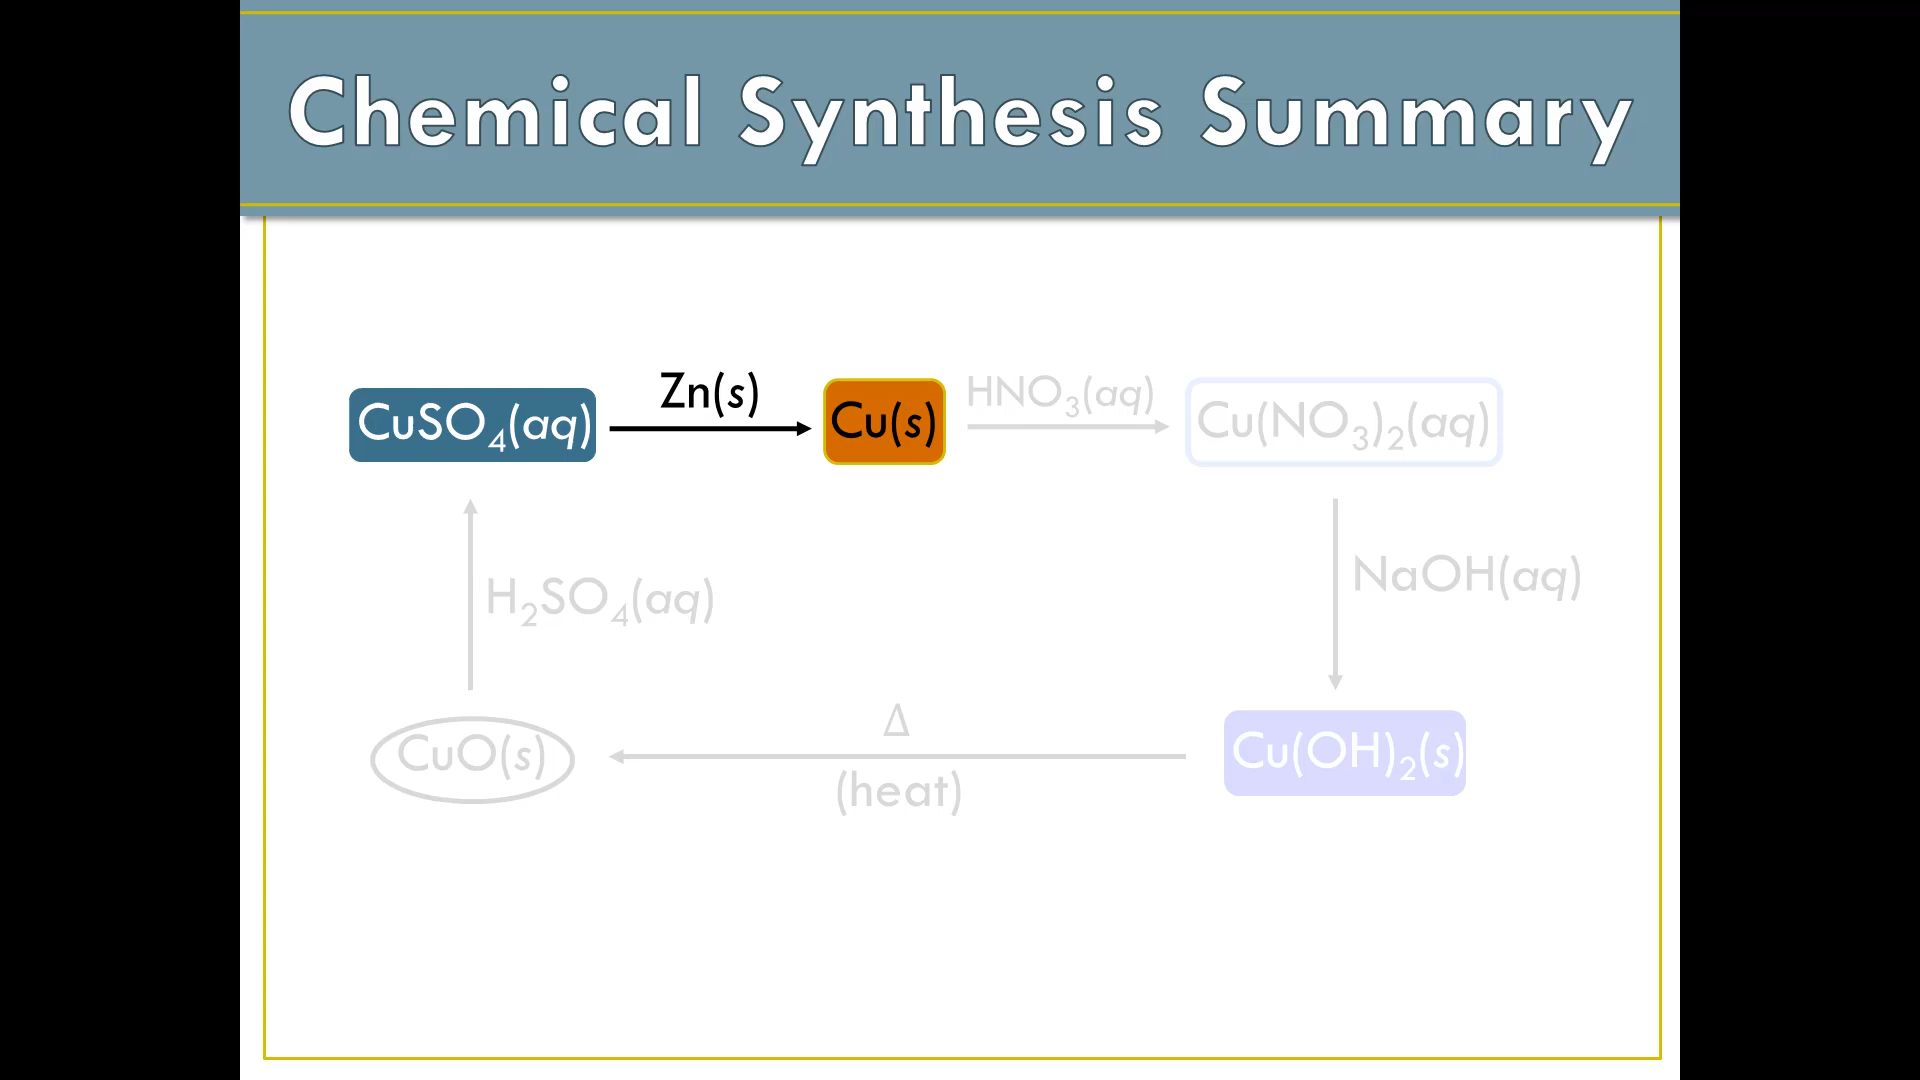 Chemical Synthesis Summary
CuSO₄(aq)
Zn(s)
Cu(s)
HNO₃(aq)
Cu(NO₃)₂(aq)
H₂SO₄(aq)
NaOH(aq)
CuO(s)
Δ
(heat)
Cu(OH)₂(s)